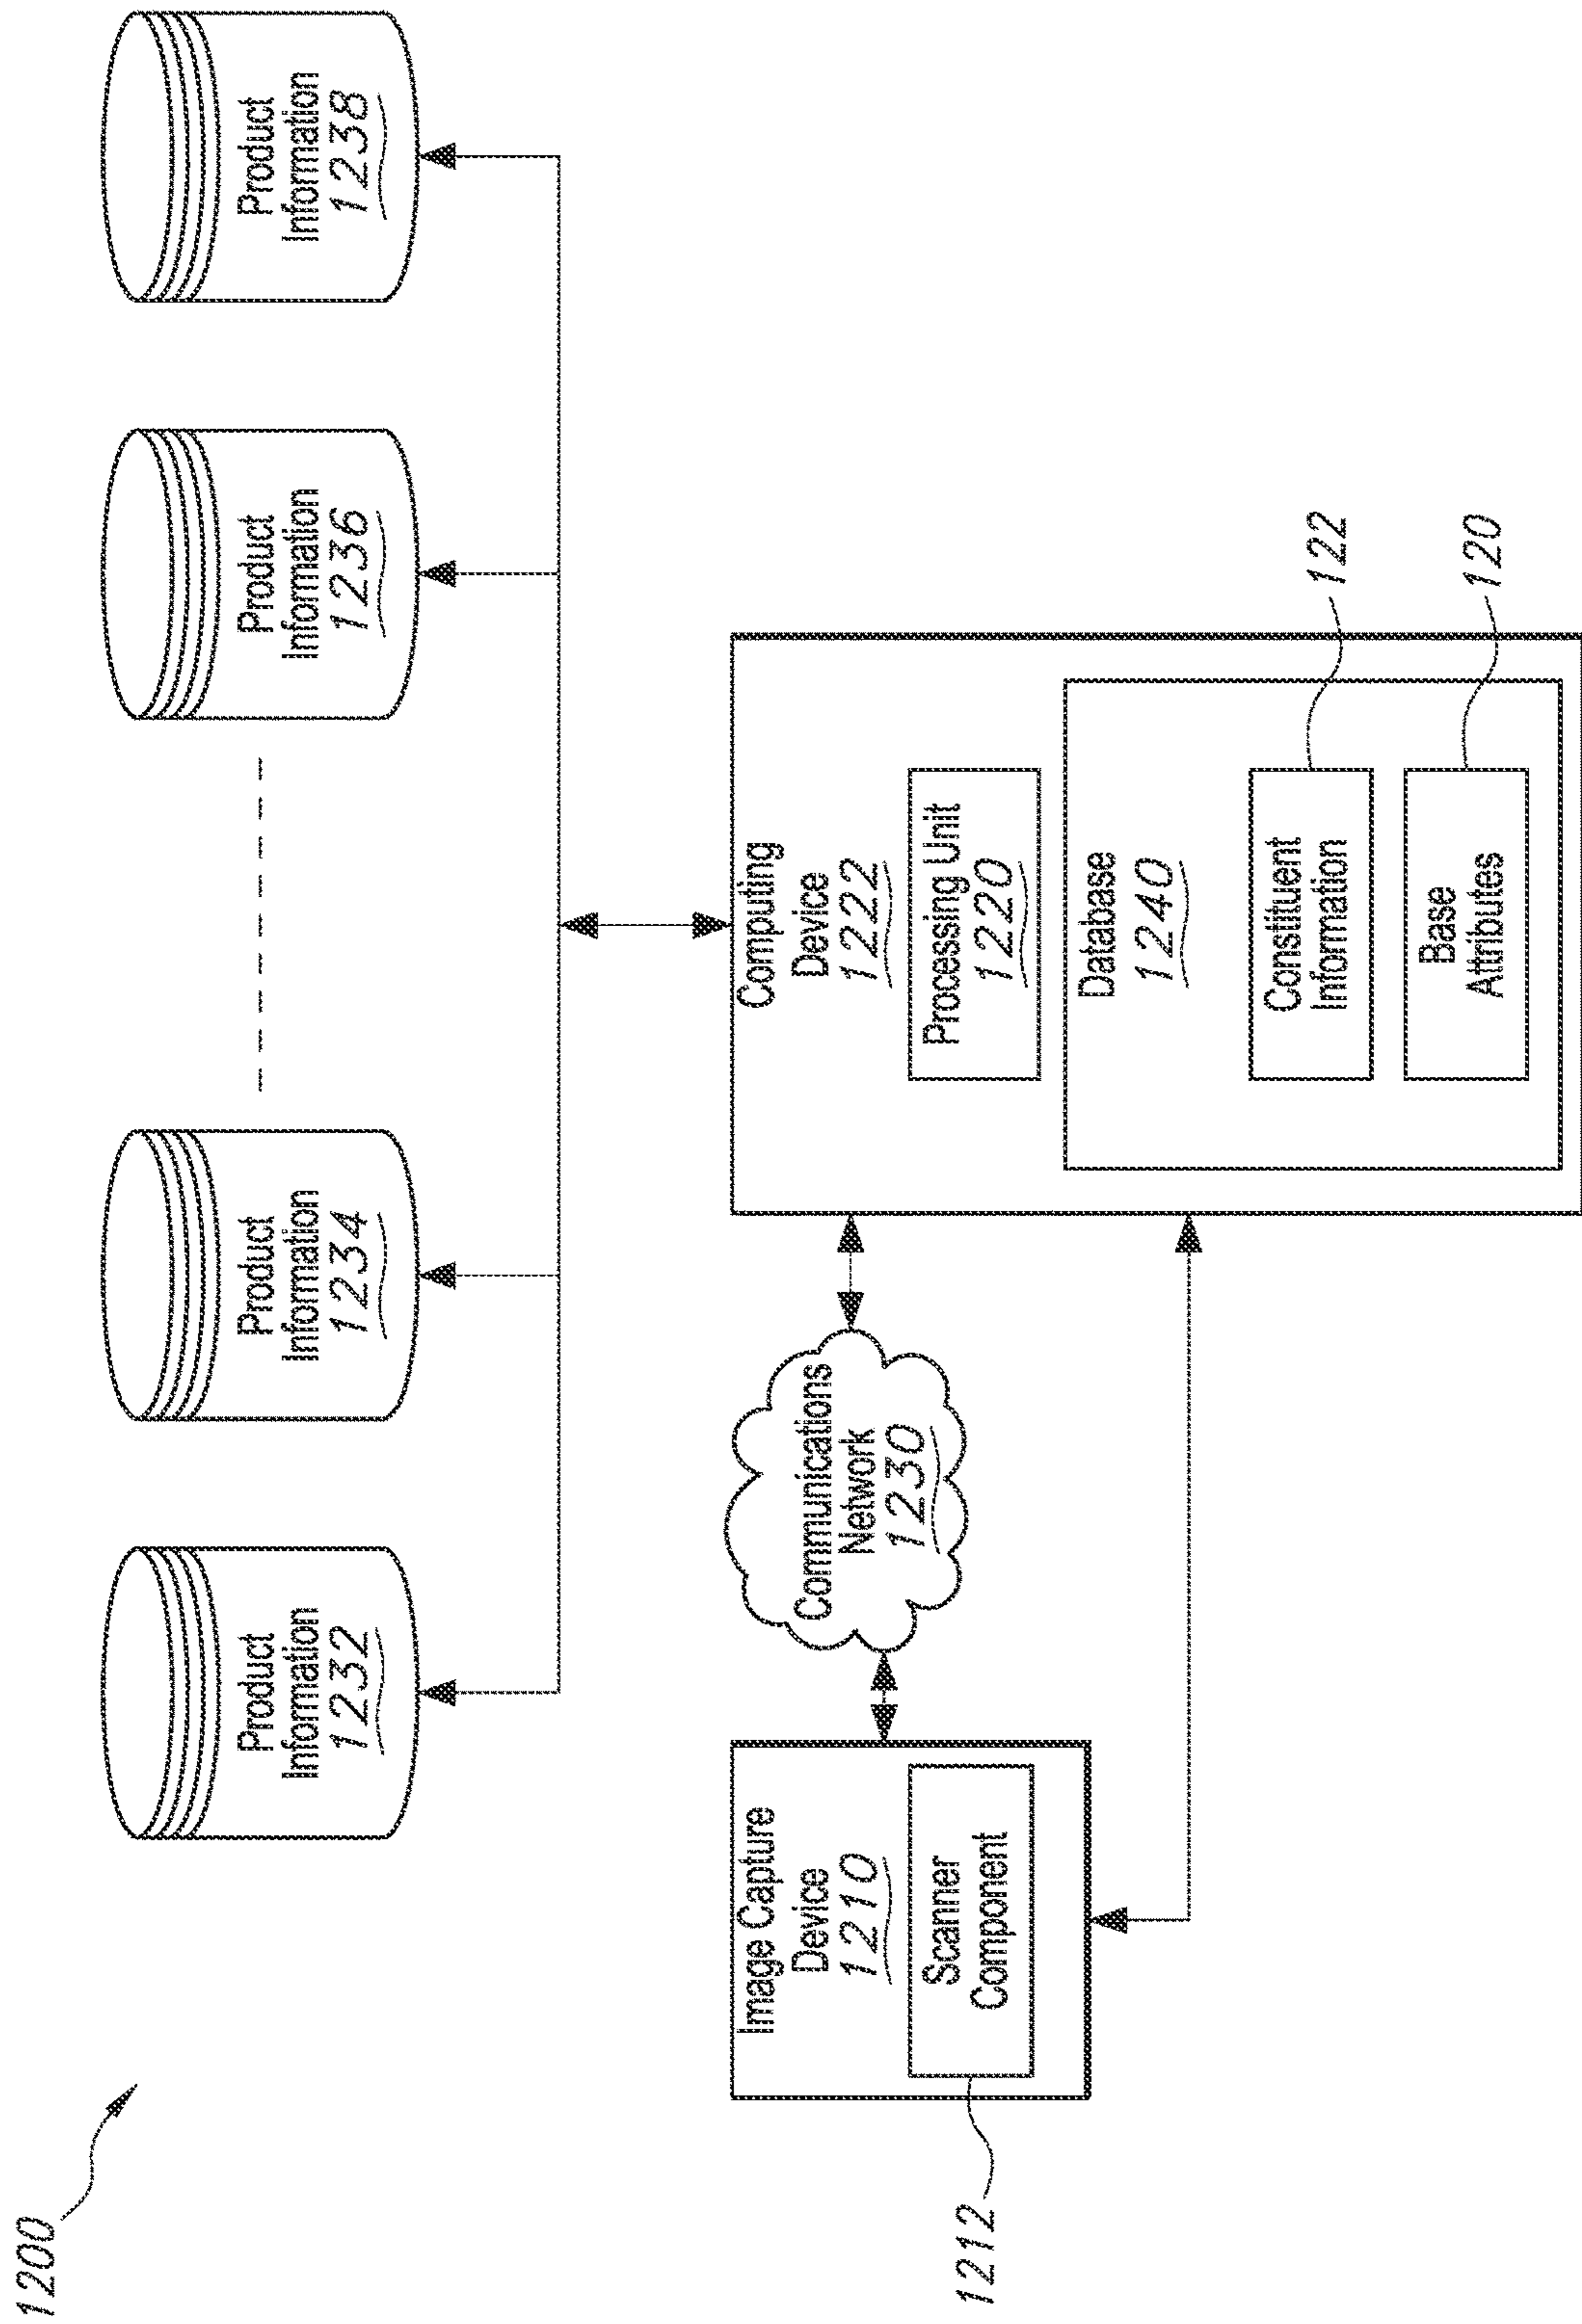 1200
Product
Information
1232
Product
Information
1234
Product
Information
1236
Product
Information
1238
Image Capture
Device
1210
Scanner
Component
1212
Communications
Network
1230
Computing
Device
1222
Processing Unit
1220
Database
1240
Constituent
Information
122
Base
Attributes
120